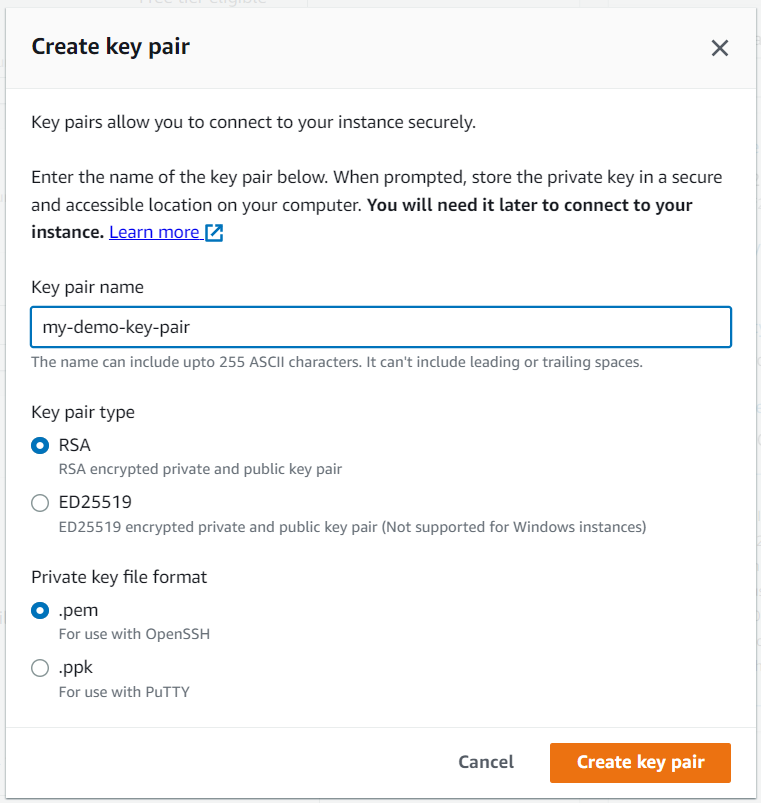 Free tier eligible
Create key pair
Key pairs allow you to connect to your instance securely.
Enter the name of the key pair below. When prompted, store the private key in a secure
and accessible location on your computer. You will need it later to connect to your
instance. Learn more
Key pair name
my-demo-key-pair
The name can include upto 255 ASCII characters. It can't include leading or trailing spaces.
Key pair type
RSA
RSA encrypted private and public key pair
ED25519
ED25519 encrypted private and public key pair (Not supported for Windows instances)
Private key file format
.pem
For use with OpenSSH
.ppk
For use with PuTTY
Cancel
Create key pair